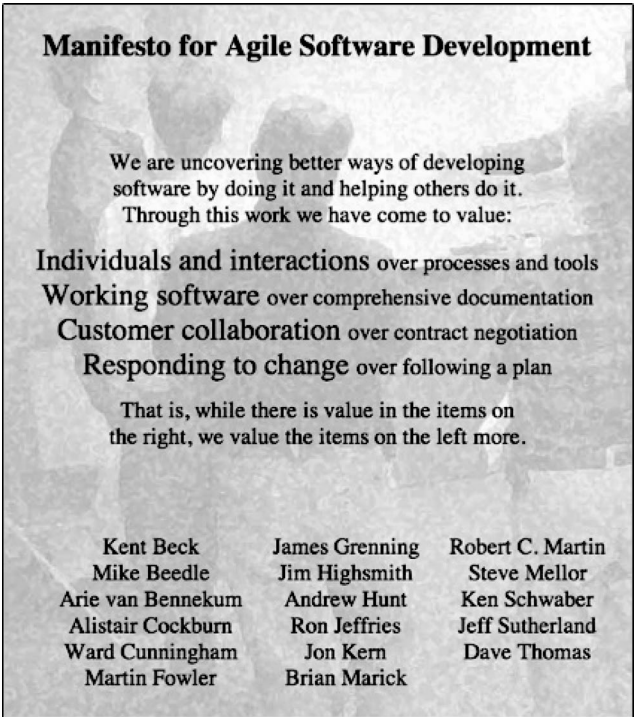 Manifesto for Agile Software Development
We are uncovering better ways of developing
software by doing it and helping others do it.
Through this work we have come to value:
Individuals and interactions over processes and tools
Working software over comprehensive documentation
Customer collaboration over contract negotiation
Responding to change over following a plan
That is, while there is value in the items on
the right, we value the items on the left more.
Kent Beck
Mike Beedle
Arie van Bennekum
Alistair Cockburn
Ward Cunningham
Martin Fowler
James Grenning
Jim Highsmith
Andrew Hunt
Ron Jeffries
Jon Kern
Brian Marick
Robert C. Martin
Steve Mellor
Ken Schwaber
Jeff Sutherland
Dave Thomas